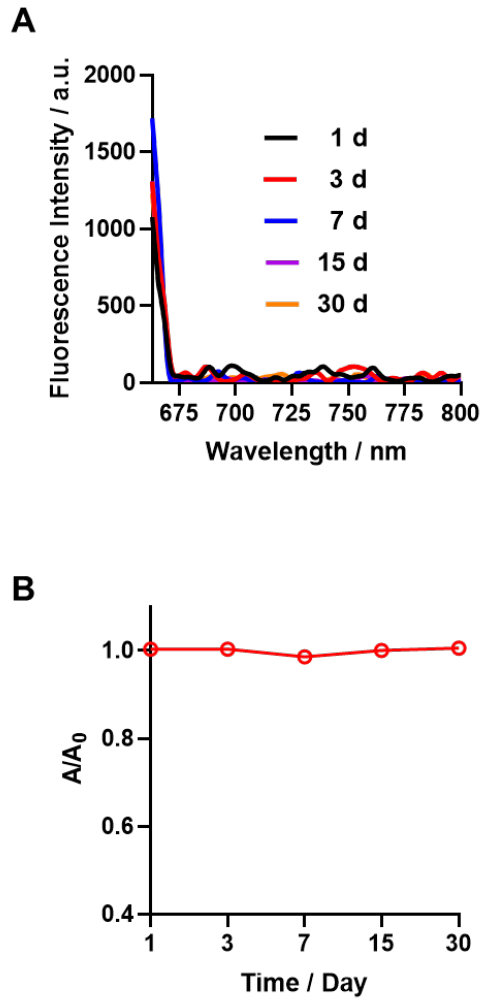 A
Fluorescence Intensity / a.u.
2000
1500
1000
500
0
1 d
3 d
7 d
15 d
30 d
675 700 725 750 775 800
Wavelength / nm
B
A/A₀
1.0
0.8
0.6
0.4
1 3 7 15 30
Time / Day